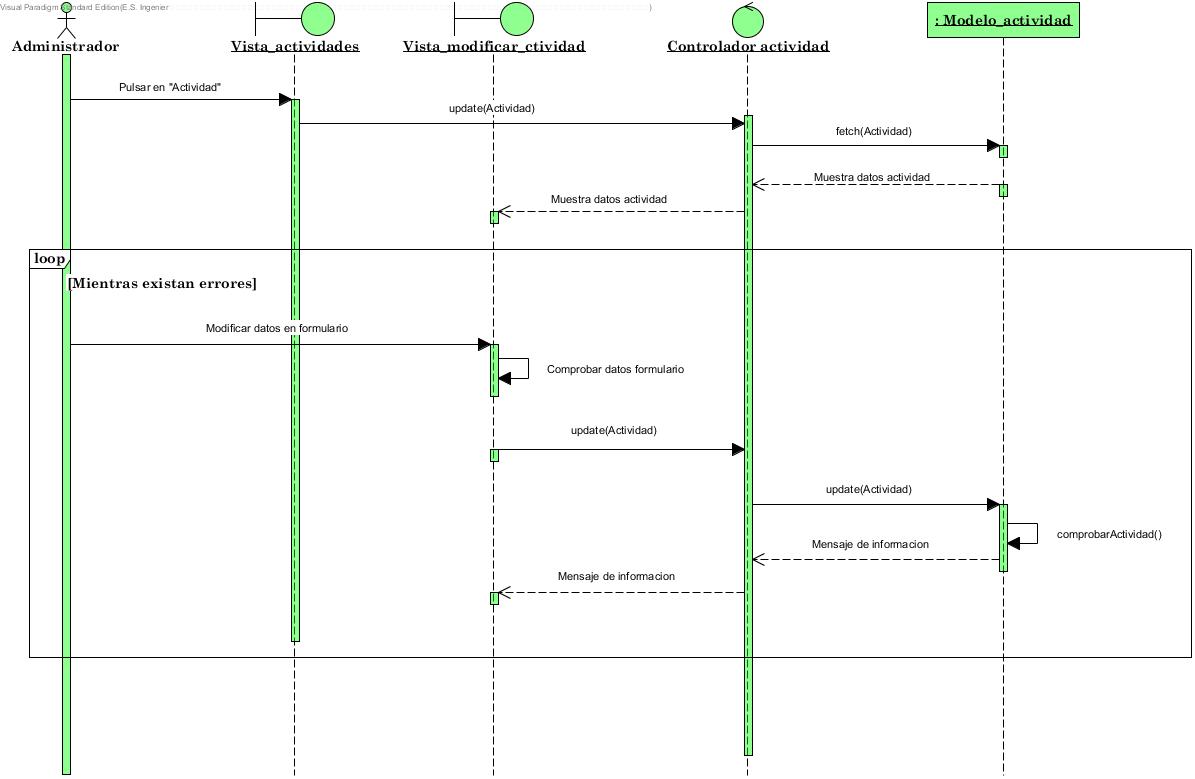 Visual Paradigm Standard Edition(E.S. Ingenier
Administrador
Vista_actividades
Vista_modificar_ctividad
Controlador actividad
: Modelo_actividad
Pulsar en "Actividad"
update(Actividad)
fetch(Actividad)
Muestra datos actividad
Muestra datos actividad
loop
[Mientras existan errores]
Modificar datos en formulario
Comprobar datos formulario
update(Actividad)
update(Actividad)
comprobarActividad()
Mensaje de informacion
Mensaje de informacion